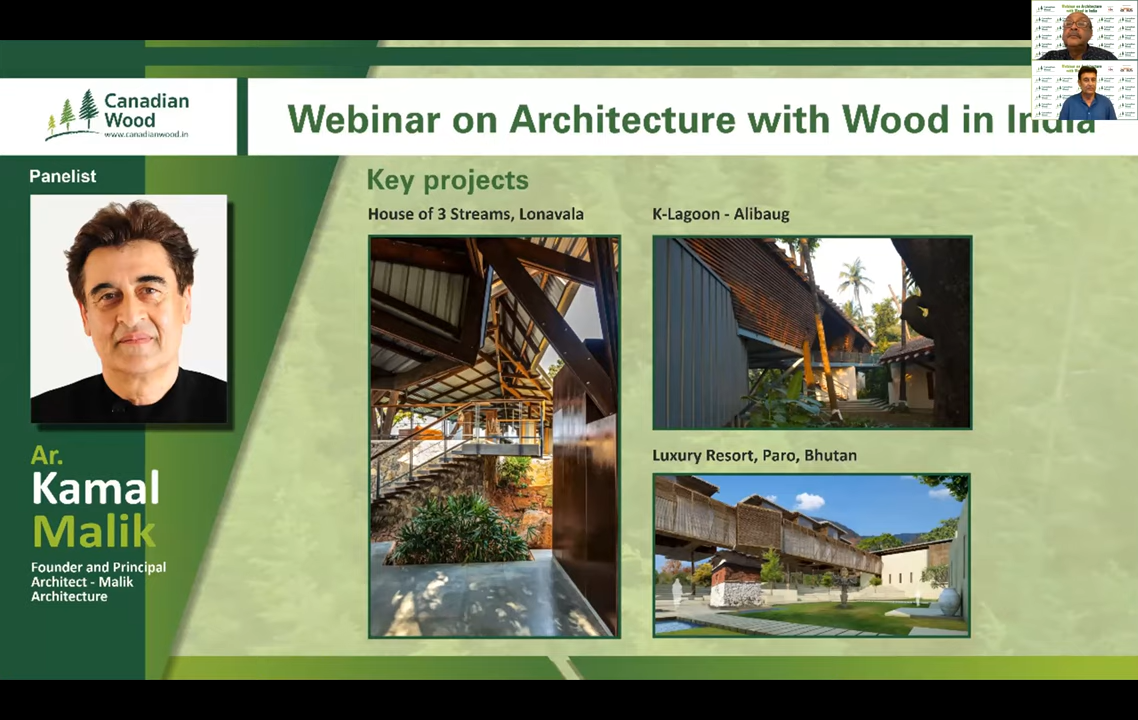 Canadian
Wood
www.canadianwood.in
Webinar on Architecture with Wood in India
Panelist
Ar.
Kamal
Malik
Founder and Principal
Architect - Malik
Architecture
Key projects
House of 3 Streams, Lonavala
K-Lagoon - Alibaug
Luxury Resort, Paro, Bhutan